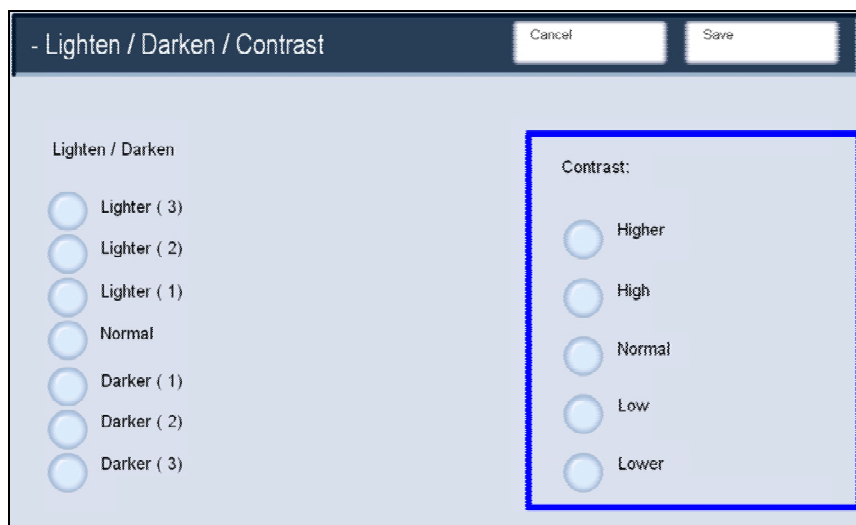 - Lighten / Darken / Contrast
Cancel
Save
Lighten / Darken
Lighter ( 3)
Lighter ( 2)
Lighter ( 1)
Normal
Darker ( 1)
Darker ( 2)
Darker ( 3)
Contrast:
Higher
High
Normal
Low
Lower